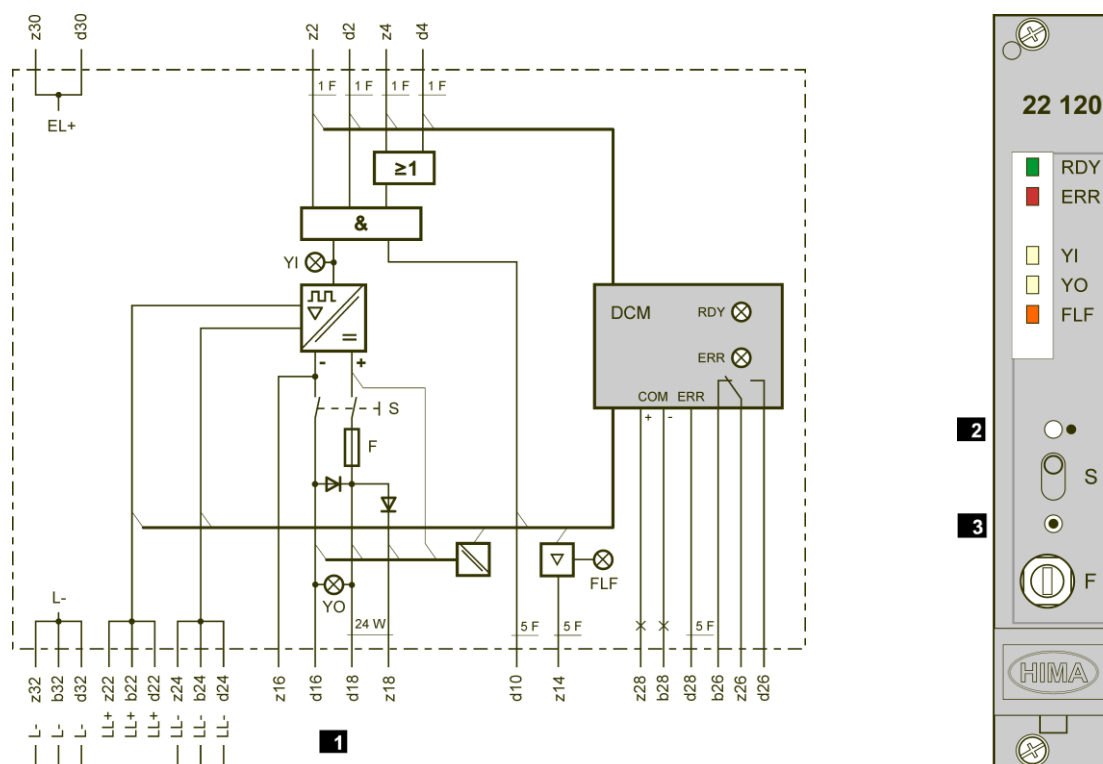 z30 d30 z2 d2 z4 d4
1 F 1 F 1 F 1 F
EL+
≥1
&
YI
- +
S
F
DCM
RDY
ERR
COM ERR
+ -
YO
FLF
24 W
5 F 5 F 5 F
L-
z32 b32 d32 z22 b22 d22 z24 b24 d24 z16 d16 d18 z18 d10 z14 z28 b28 d28 b26 z26 d26
L- L- L- LL+ LL+ LL+ LL- LL- LL-
1
22 120
RDY
ERR
YI
YO
FLF
2
S
3
F
HIMA